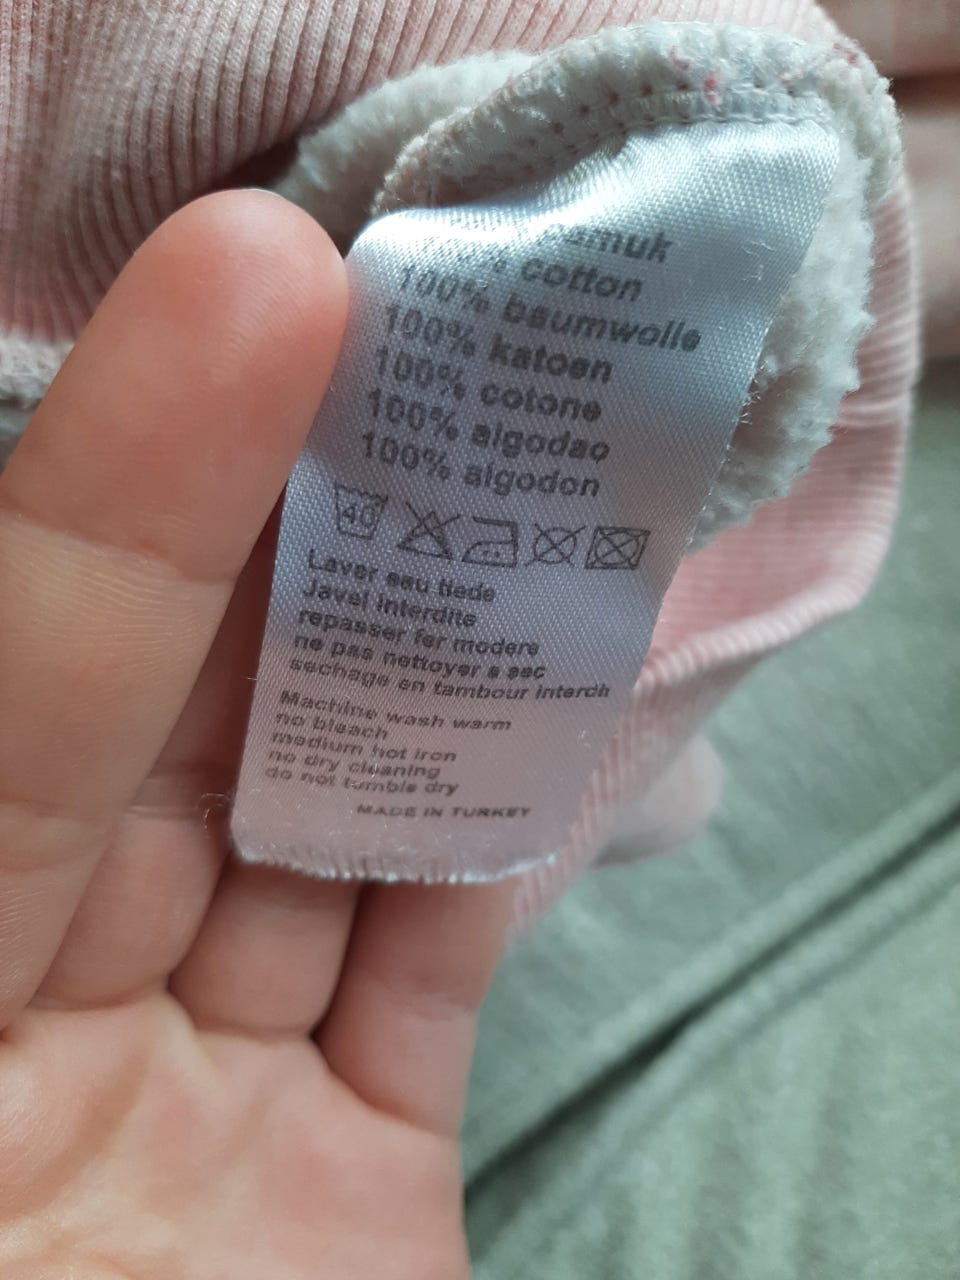 pamuk
cotton
100% baumwolle
100% katoen
100% cotone
100% algodao
100% algodon
40
Laver eau tiede
Javel interdite
repasser fer modere
ne pas nettoyer a sec
sechage en tambour interdit
Machine wash warm
no bleach
medium hot iron
no dry cleaning
do not tumble dry
MADE IN TURKEY